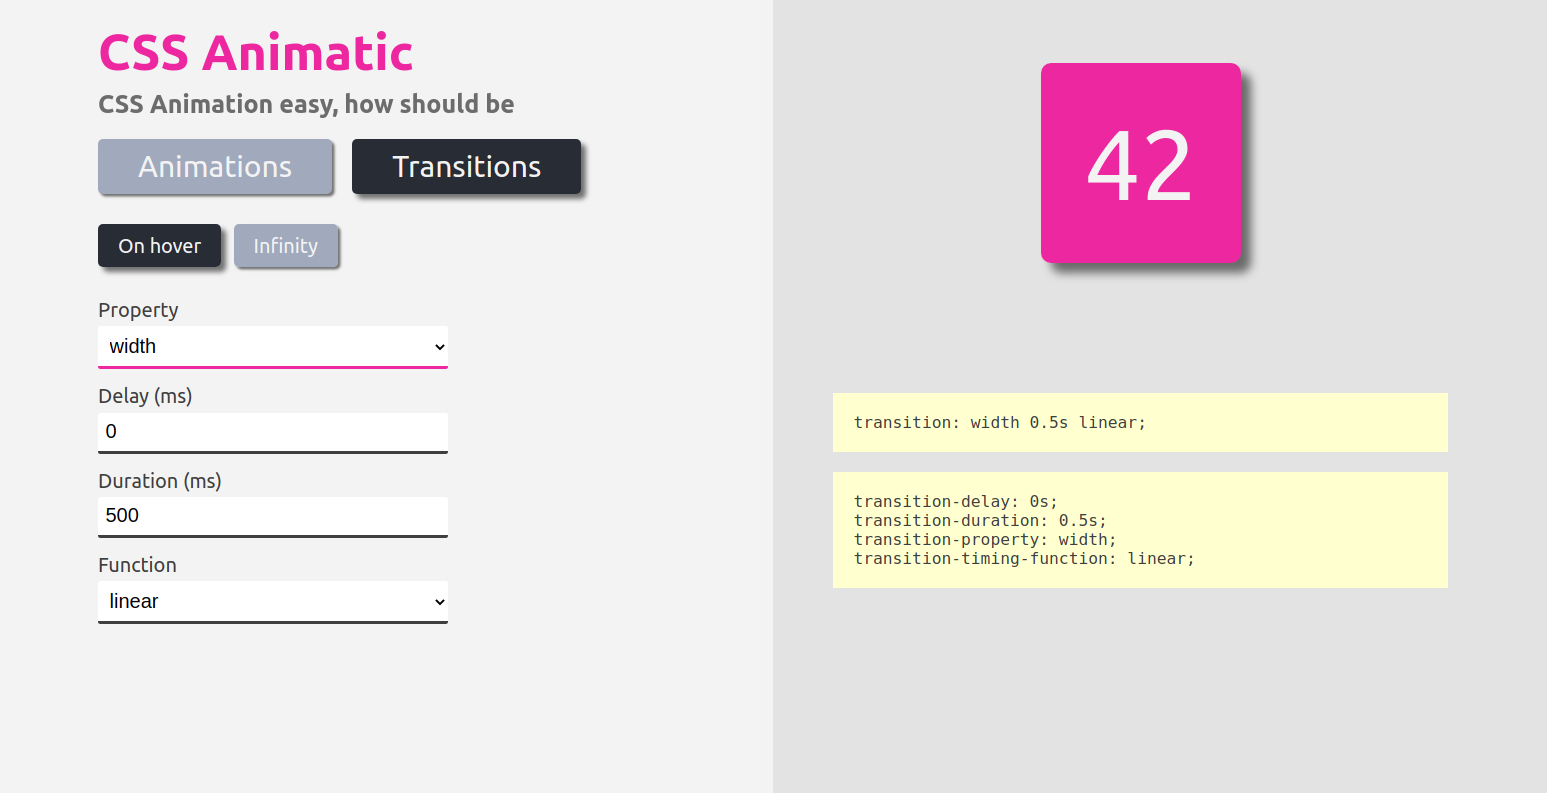 CSS Animatic
CSS Animation easy, how should be
Animations Transitions
On hover Infinity
Property
width
Delay (ms)
0
Duration (ms)
500
Function
linear
42
transition: width 0.5s linear;
transition-delay: 0s;
transition-duration: 0.5s;
transition-property: width;
transition-timing-function: linear;